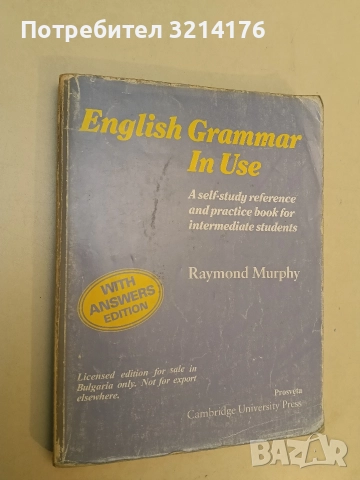 Потребител 3214176
English Grammar
In Use
A self-study reference
and practice book for
intermediate students
Raymond Murphy
WITH
ANSWERS
EDITION
Licensed edition for sale in
Bulgaria only. Not for export
elsewhere.
Prosveta
Cambridge University Press
BAZAR